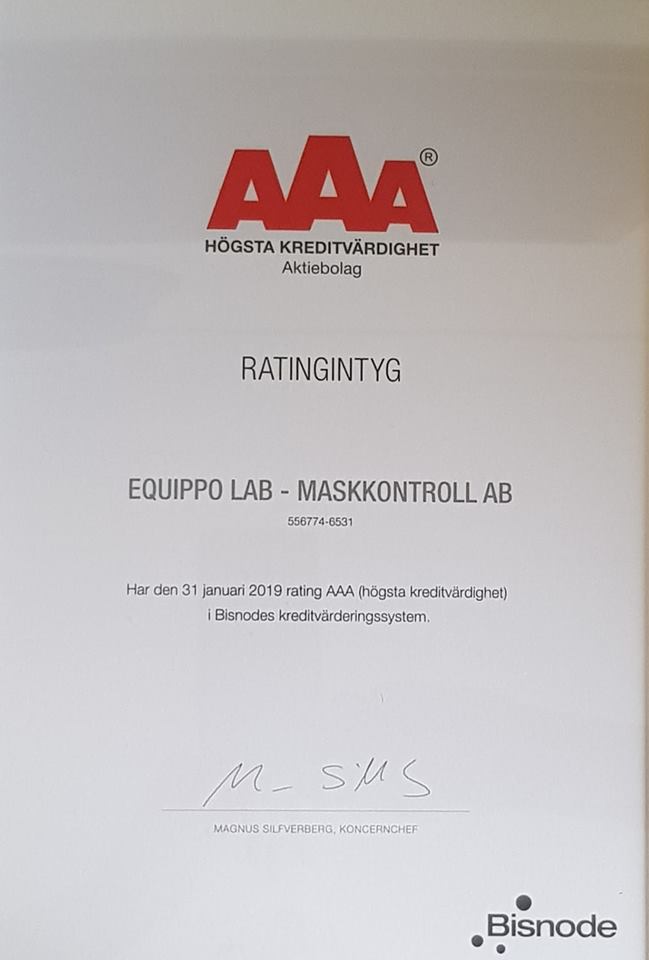 AAA®
HÖGSTA KREDITVÄRDIGHET
Aktiebolag
RATINGINTYG
EQUIPPO LAB - MASKKONTROLL AB
556774-6531
Har den 31 januari 2019 rating AAA (högsta kreditvärdighet)
i Bisnodes kreditvärderingssystem.
MAGNUS SILFVERBERG, KONCERNCHEF
Bisnode